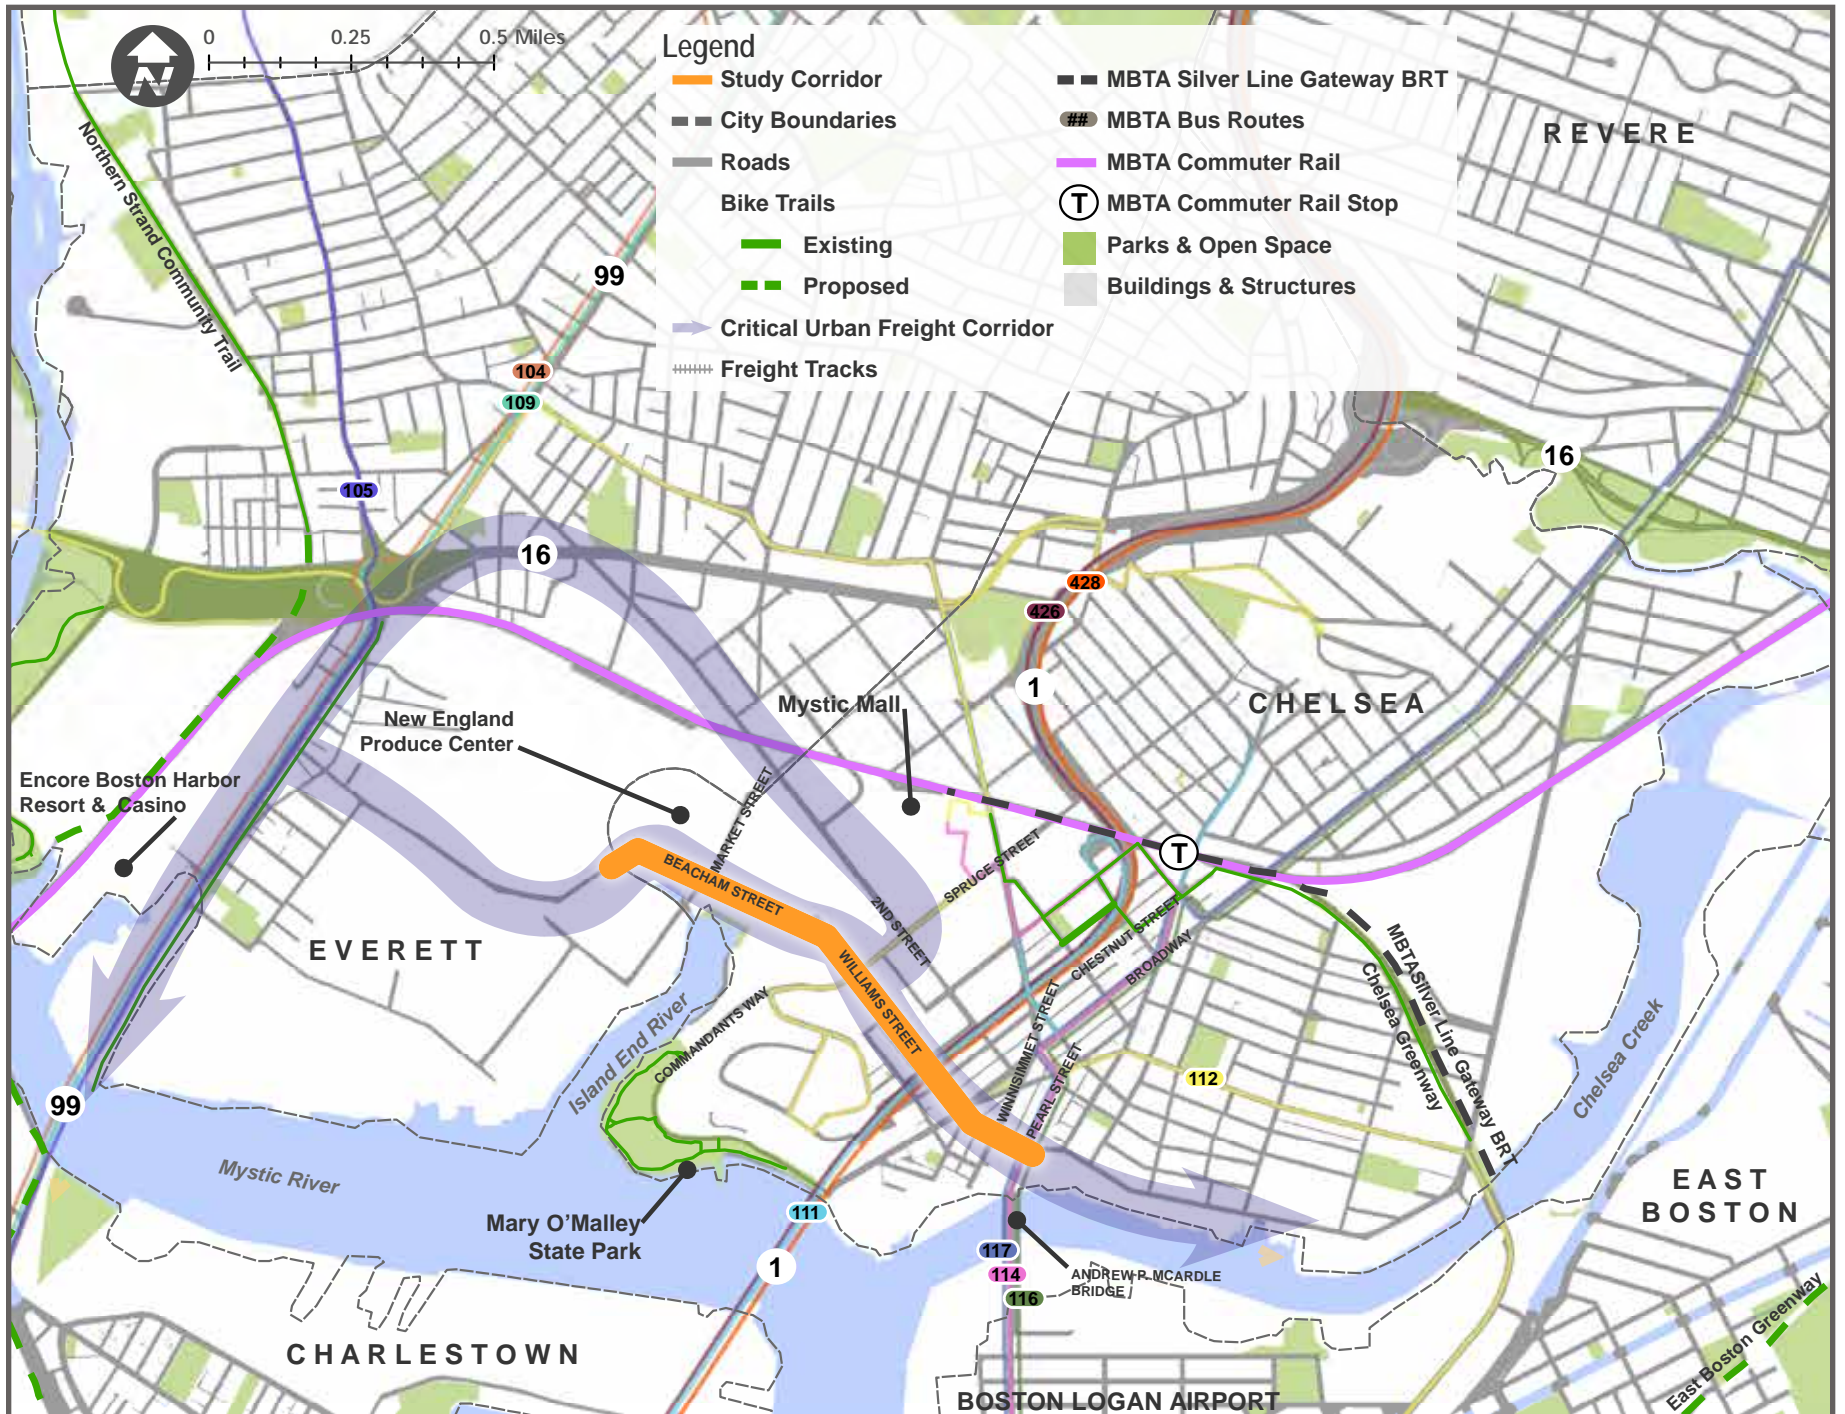 0 0.25 0.5 Miles
N
Legend
Study Corridor
City Boundaries
Roads
Bike Trails
Existing
Proposed
Critical Urban Freight Corridor
Freight Tracks
MBTA Silver Line Gateway BRT
## MBTA Bus Routes
MBTA Commuter Rail
T MBTA Commuter Rail Stop
Parks & Open Space
Buildings & Structures
REVERE
Northern Strand Community Trail
99
104
109
105
16
16
428
426
1
CHELSEA
Mystic Mall
New England
Produce Center
Encore Boston Harbor
Resort & Casino
MARKET STREET
BEACHAM STREET
SPRUCE STREET
2ND STREET
T
EVERETT
WILLIAMS STREET
CHESTNUT STREET
BROADWAY
MBTASilver Line Gateway BRT
Chelsea Greenway
Chelsea Greenway
Chelsea Creek
COMMANDANTS WAY
Island End River
WINNISIMMET STREET
PEARL STREET
112
99
Mystic River
Mary O'Malley
State Park
111
1
117
114
116
ANDREW P. MCARDLE
BRIDGE
EAST
BOSTON
CHARLESTOWN
BOSTON LOGAN AIRPORT
East Boston Greenway